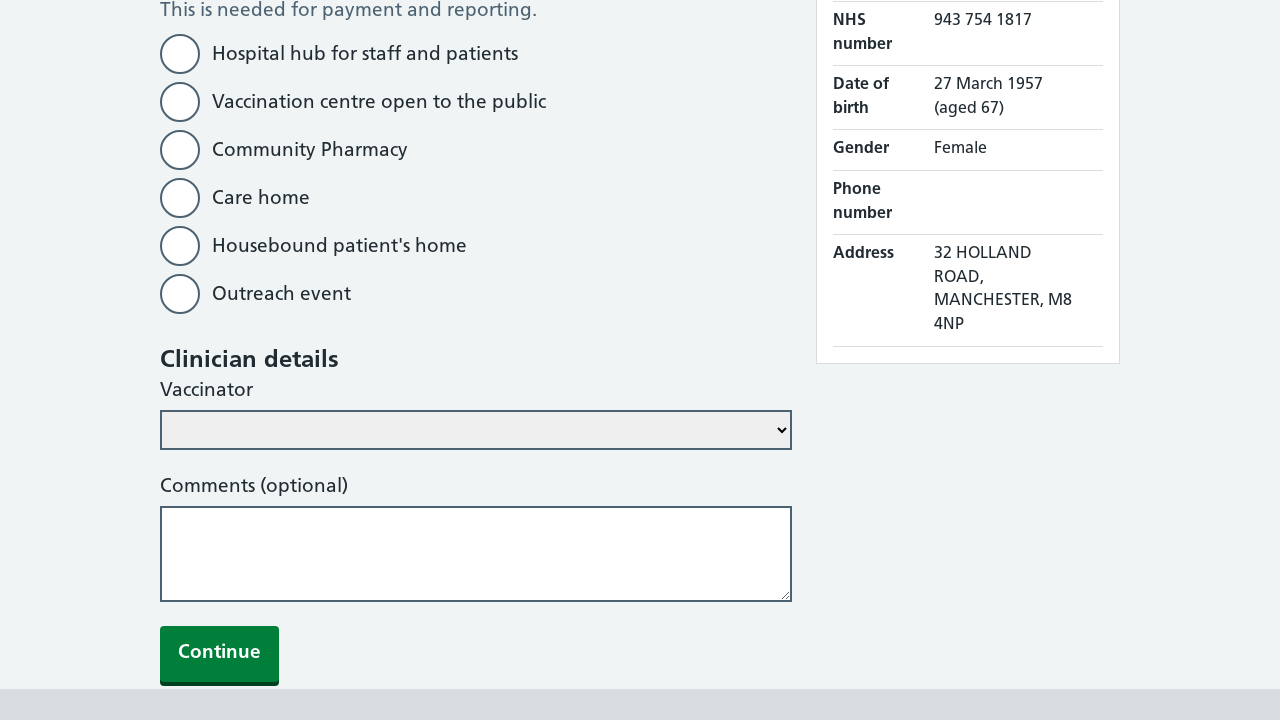 This is needed for payment and reporting.
Hospital hub for staff and patients
Vaccination centre open to the public
Community Pharmacy
Care home
Housebound patient's home
Outreach event
Clinician details
Vaccinator
Comments (optional)
Continue
NHS
number
943 754 1817
Date of
birth
27 March 1957
(aged 67)
Gender
Female
Phone
number
Address
32 HOLLAND
ROAD,
MANCHESTER, M8
4NP